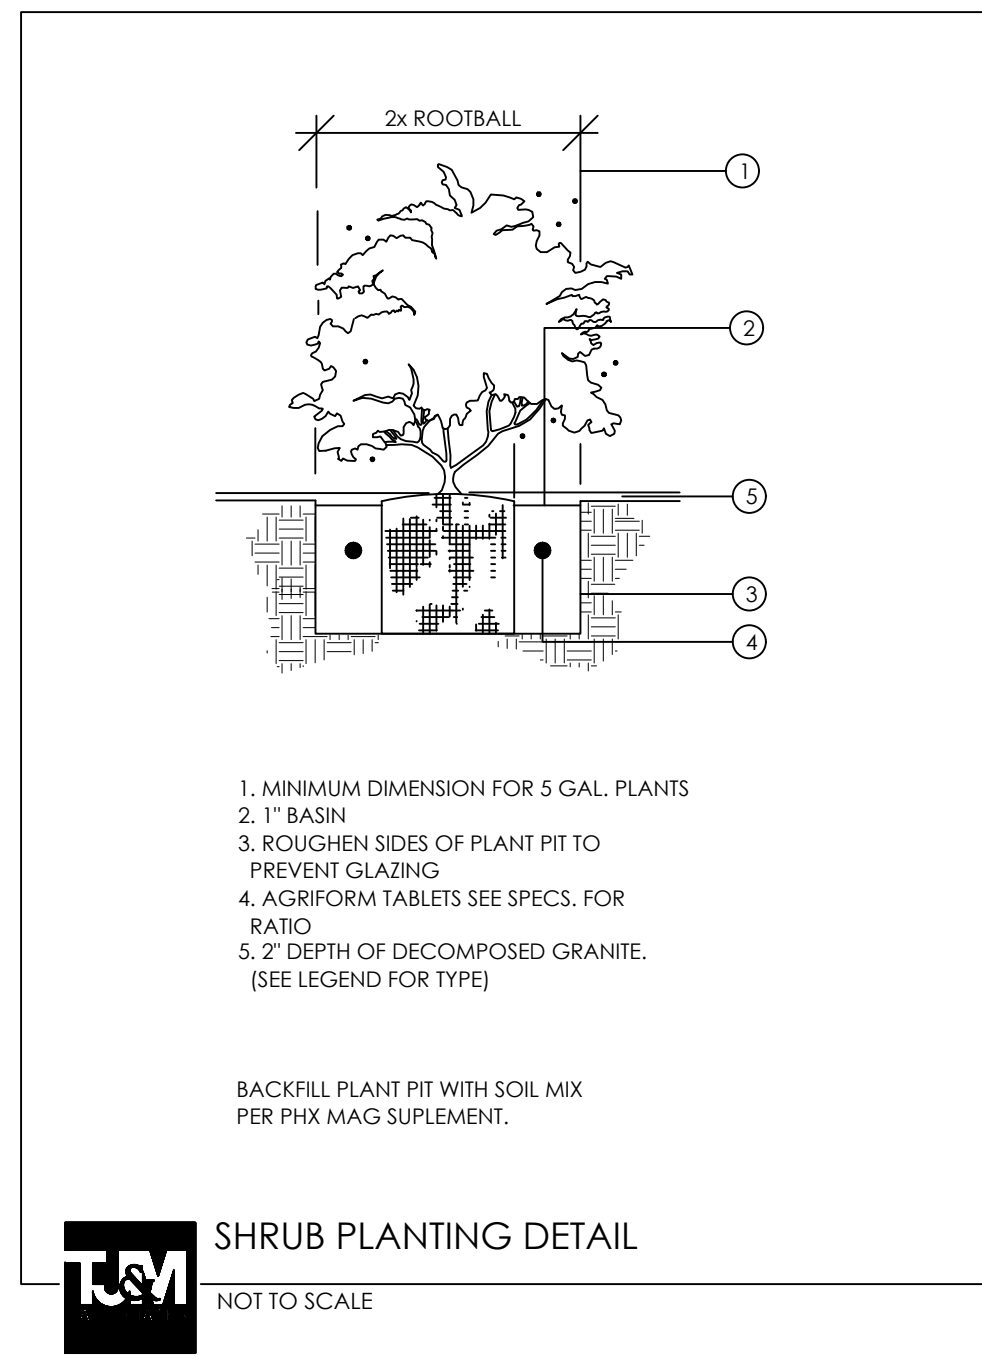 2x ROOTBALL
1
2
5
3
4
1. MINIMUM DIMENSION FOR 5 GAL. PLANTS
2. 1" BASIN
3. ROUGHEN SIDES OF PLANT PIT TO
PREVENT GLAZING
4. AGRIFORM TABLETS SEE SPECS. FOR
RATIO
5. 2" DEPTH OF DECOMPOSED GRANITE.
(SEE LEGEND FOR TYPE)
BACKFILL PLANT PIT WITH SOIL MIX
PER PHX MAG SUPLEMENT.
SHRUB PLANTING DETAIL
TJ&M
NOT TO SCALE